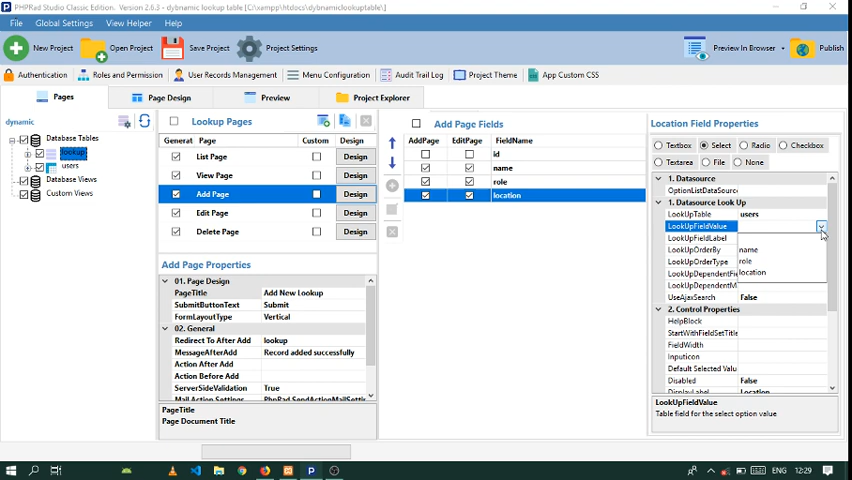 PHPRad Studio Classic Edition. - Version. 2.6.3 - dybnamic lookup table [C:\xampp\htdocs\dybnamiclookuptable\]
File Global Settings View Helper Help
New Project Open Project Save Project Project Settings Preview In Browser Publish
Authentication Roles and Permission User Records Management Menu Configuration Audit Trail Log Project Theme App Custom CSS
Pages Page Design Preview Project Explorer
dynamic
Database Tables
lookup
users
Database Views
Custom Views
Lookup Pages
General Page Custom Design
List Page Design
View Page Design
Add Page Design
Edit Page Design
Delete Page Design
Add Page Properties
01. Page Design
PageTitle Add New Lookup
SubmitButtonText Submit
FormLayoutType Vertical
02. General
Redirect To After Add lookup
MessageAfterAdd Record added successfully
Action After Add
Action Before Add
ServerSideValidation True
Mail Action Setting PhpRad SendActionMailSetti
PageTitle
Page Document Title
Add Page Fields
AddPage EditPage FieldName
id
name
role
location
Location Field Properties
Textbox Select Radio Checkbox
Textarea File None
1. Datasource
OptionListDataSourc
1. Datasource Look Up
LookUpTable users
LookUpFieldValue
LookUpFieldLabel
LookUpOrderBy name
LookUpOrderType role
LookUpDependentFie location
LookUpDependentM
UseAjaxSearch False
2. Control Properties
HelpBlock
StartWithFieldSetTitle
FieldWidth
Inputicon
Default Selected Valu
Disabled False
DisplayLabel Location
LookUpFieldValue
Table field for the select option value
ENG 12:29